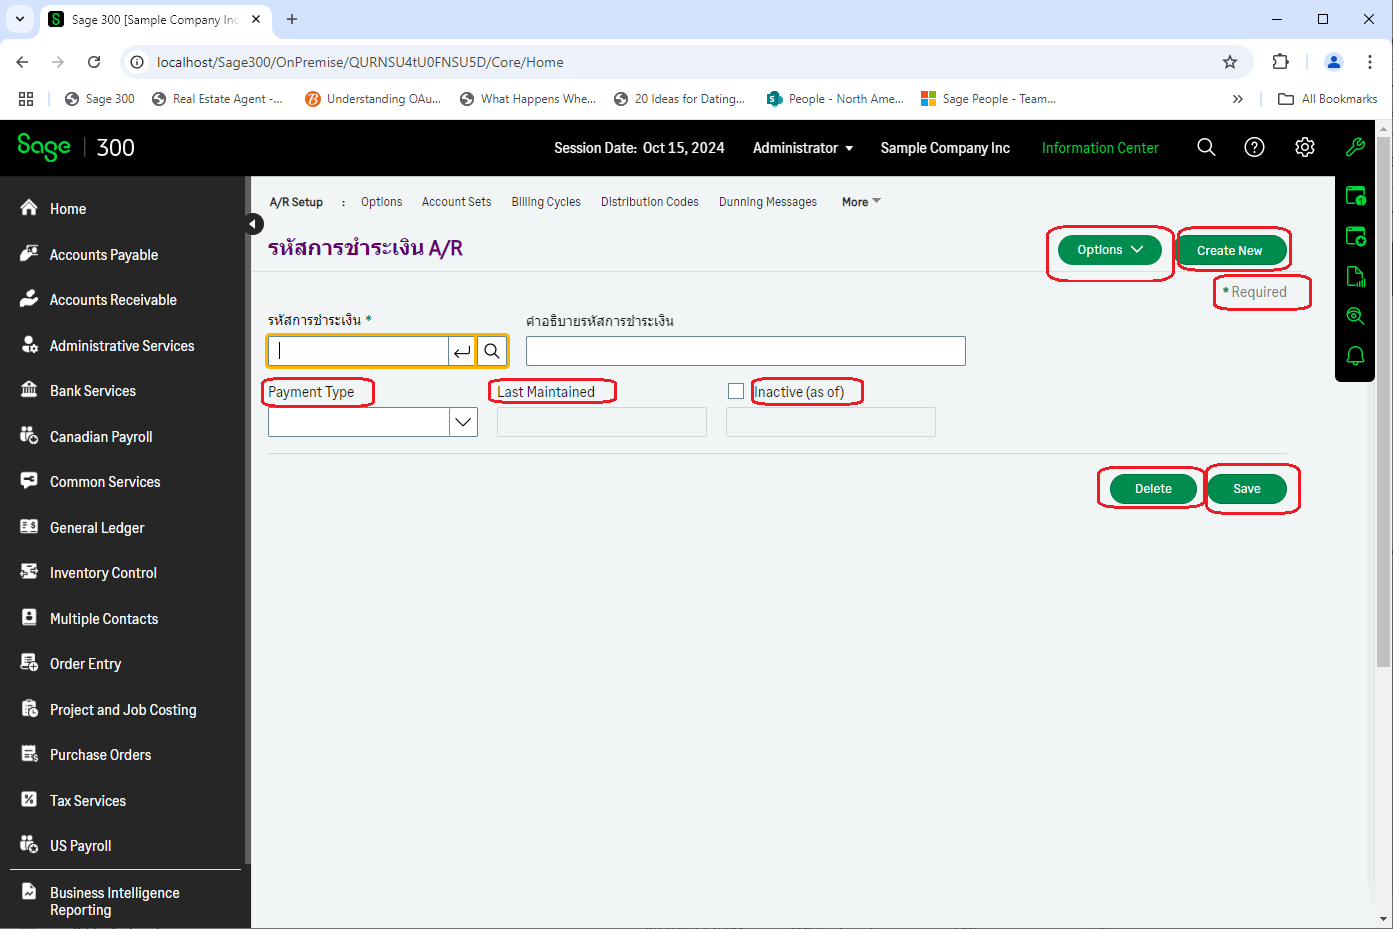 Sage 300 [Sample Company Inc
localhost/Sage300/OnPremise/QURNSU4tU0FNSU5D/Core/Home
Sage 300
Real Estate Agent -...
Understanding OAu...
What Happens Whe...
20 Ideas for Dating...
People - North Ame...
Sage People - Team...
All Bookmarks
Sage 300
Session Date: Oct 15, 2024
Administrator
Sample Company Inc
Information Center
Home
Accounts Payable
Accounts Receivable
Administrative Services
Bank Services
Canadian Payroll
Common Services
General Ledger
Inventory Control
Multiple Contacts
Order Entry
Project and Job Costing
Purchase Orders
Tax Services
US Payroll
Business Intelligence
Reporting
A/R Setup : Options Account Sets Billing Cycles Distribution Codes Dunning Messages More
รหัสการชำระเงิน A/R
Options
Create New
* Required
รหัสการชำระเงิน *
คำอธิบายรหัสการชำระเงิน
Payment Type
Last Maintained
Inactive (as of)
Delete
Save